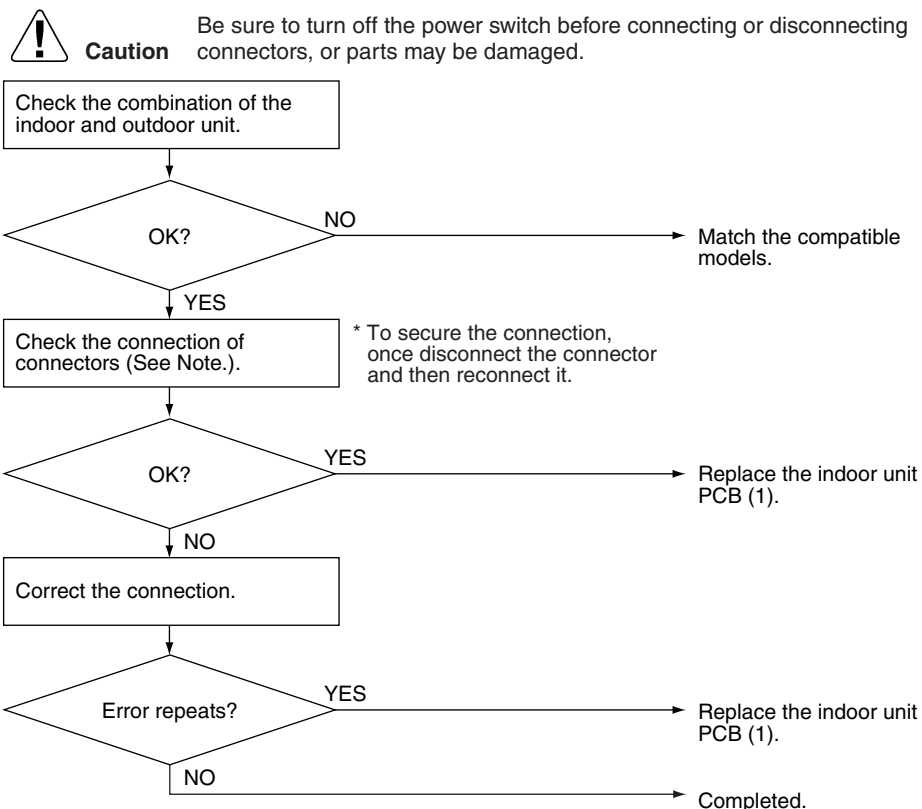 Be sure to turn off the power switch before connecting or disconnecting
Caution connectors, or parts may be damaged.
Check the combination of the
indoor and outdoor unit.
OK?
NO
Match the compatible
models.
YES
Check the connection of
connectors (See Note.).
* To secure the connection,
once disconnect the connector
and then reconnect it.
OK?
YES
Replace the indoor unit
PCB (1).
NO
Correct the connection.
Error repeats?
YES
Replace the indoor unit
PCB (1).
NO
Completed.